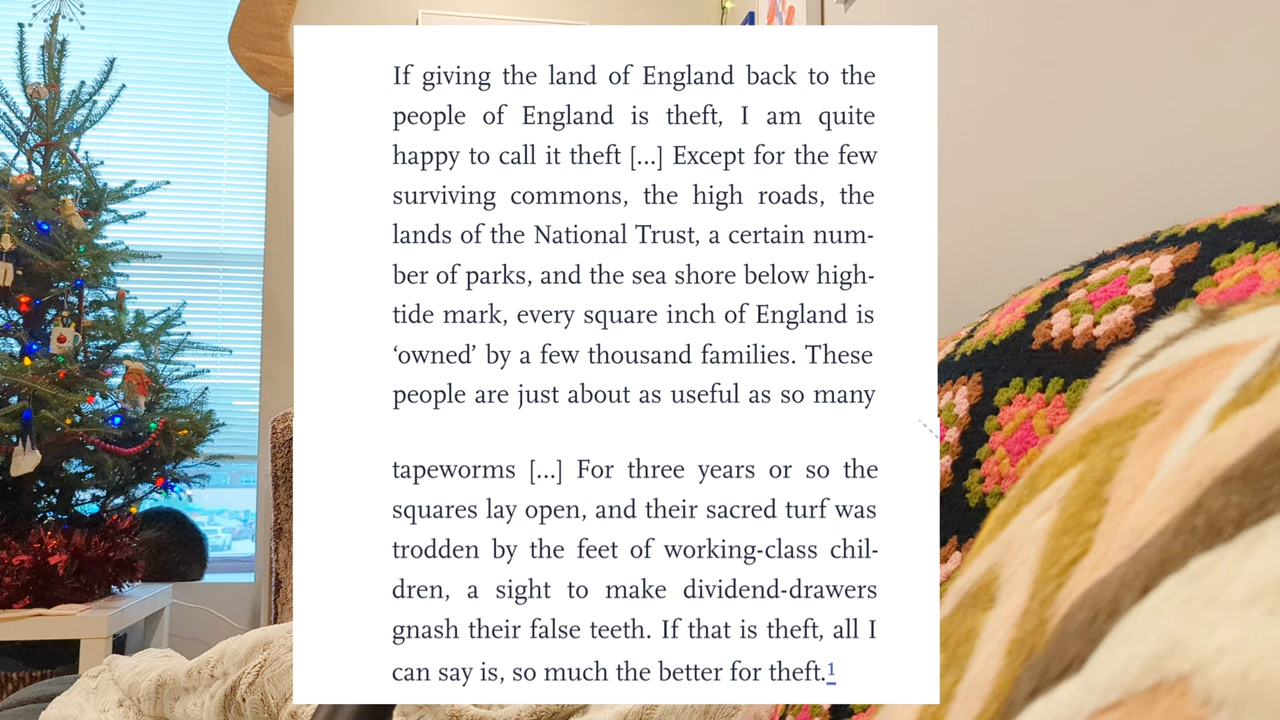 If giving the land of England back to the
people of England is theft, I am quite
happy to call it theft [...] Except for the few
surviving commons, the high roads, the
lands of the National Trust, a certain num-
ber of parks, and the sea shore below high-
tide mark, every square inch of England is
‘owned’ by a few thousand families. These
people are just about as useful as so many
tapeworms [...] For three years or so the
squares lay open, and their sacred turf was
trodden by the feet of working-class chil-
dren, a sight to make dividend-drawers
gnash their false teeth. If that is theft, all I
can say is, so much the better for theft.1